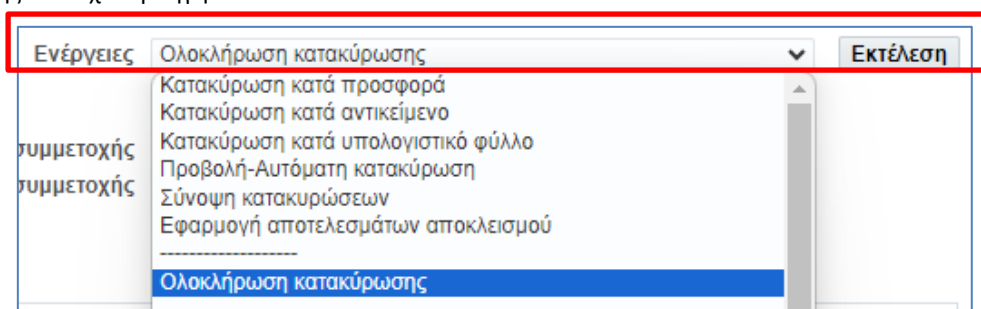 Ενέργειες Ολοκλήρωση κατακύρωσης Εκτέλεση
Κατακύρωση κατά προσφορά
Κατακύρωση κατά αντικείμενο
συμμετοχής Κατακύρωση κατά υπολογιστικό φύλλο
Προβολή-Αυτόματη κατακύρωση
συμμετοχής Σύνοψη κατακυρώσεων
Εφαρμογή αποτελεσμάτων αποκλεισμού
-------------------
Ολοκλήρωση κατακύρωσης